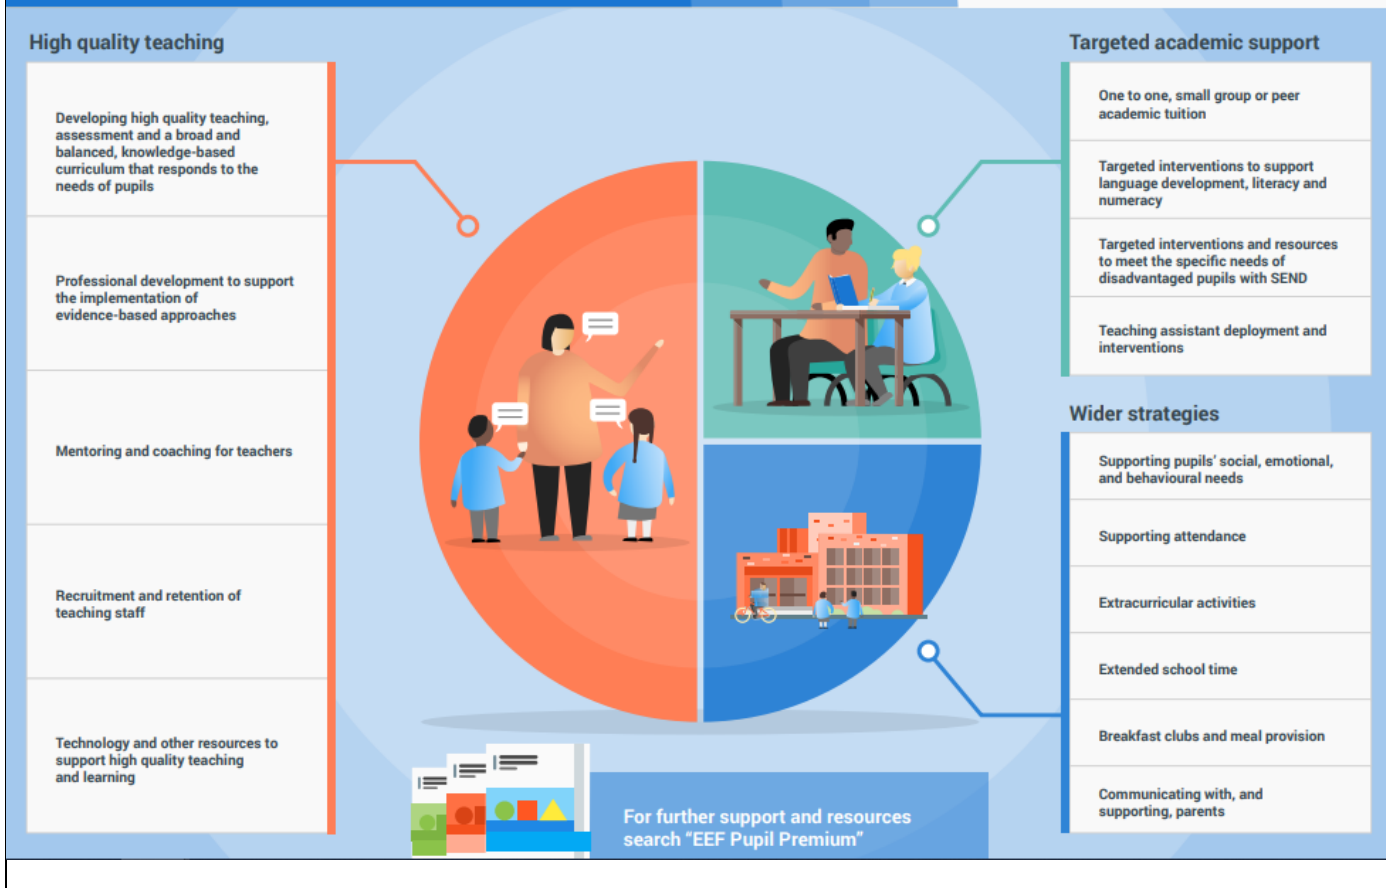 High quality teaching
Developing high quality teaching,
assessment and a broad and
balanced, knowledge-based
curriculum that responds to the
needs of pupils
Professional development to support
the implementation of
evidence-based approaches
Mentoring and coaching for teachers
Recruitment and retention of
teaching staff
Technology and other resources to
support high quality teaching
and learning
Targeted academic support
One to one, small group or peer
academic tuition
Targeted interventions to support
language development, literacy and
numeracy
Targeted interventions and resources
to meet the specific needs of
disadvantaged pupils with SEND
Teaching assistant deployment and
interventions
Wider strategies
Supporting pupils’ social, emotional,
and behavioural needs
Supporting attendance
Extracurricular activities
Extended school time
Breakfast clubs and meal provision
Communicating with, and
supporting, parents
For further support and resources
search “EEF Pupil Premium”